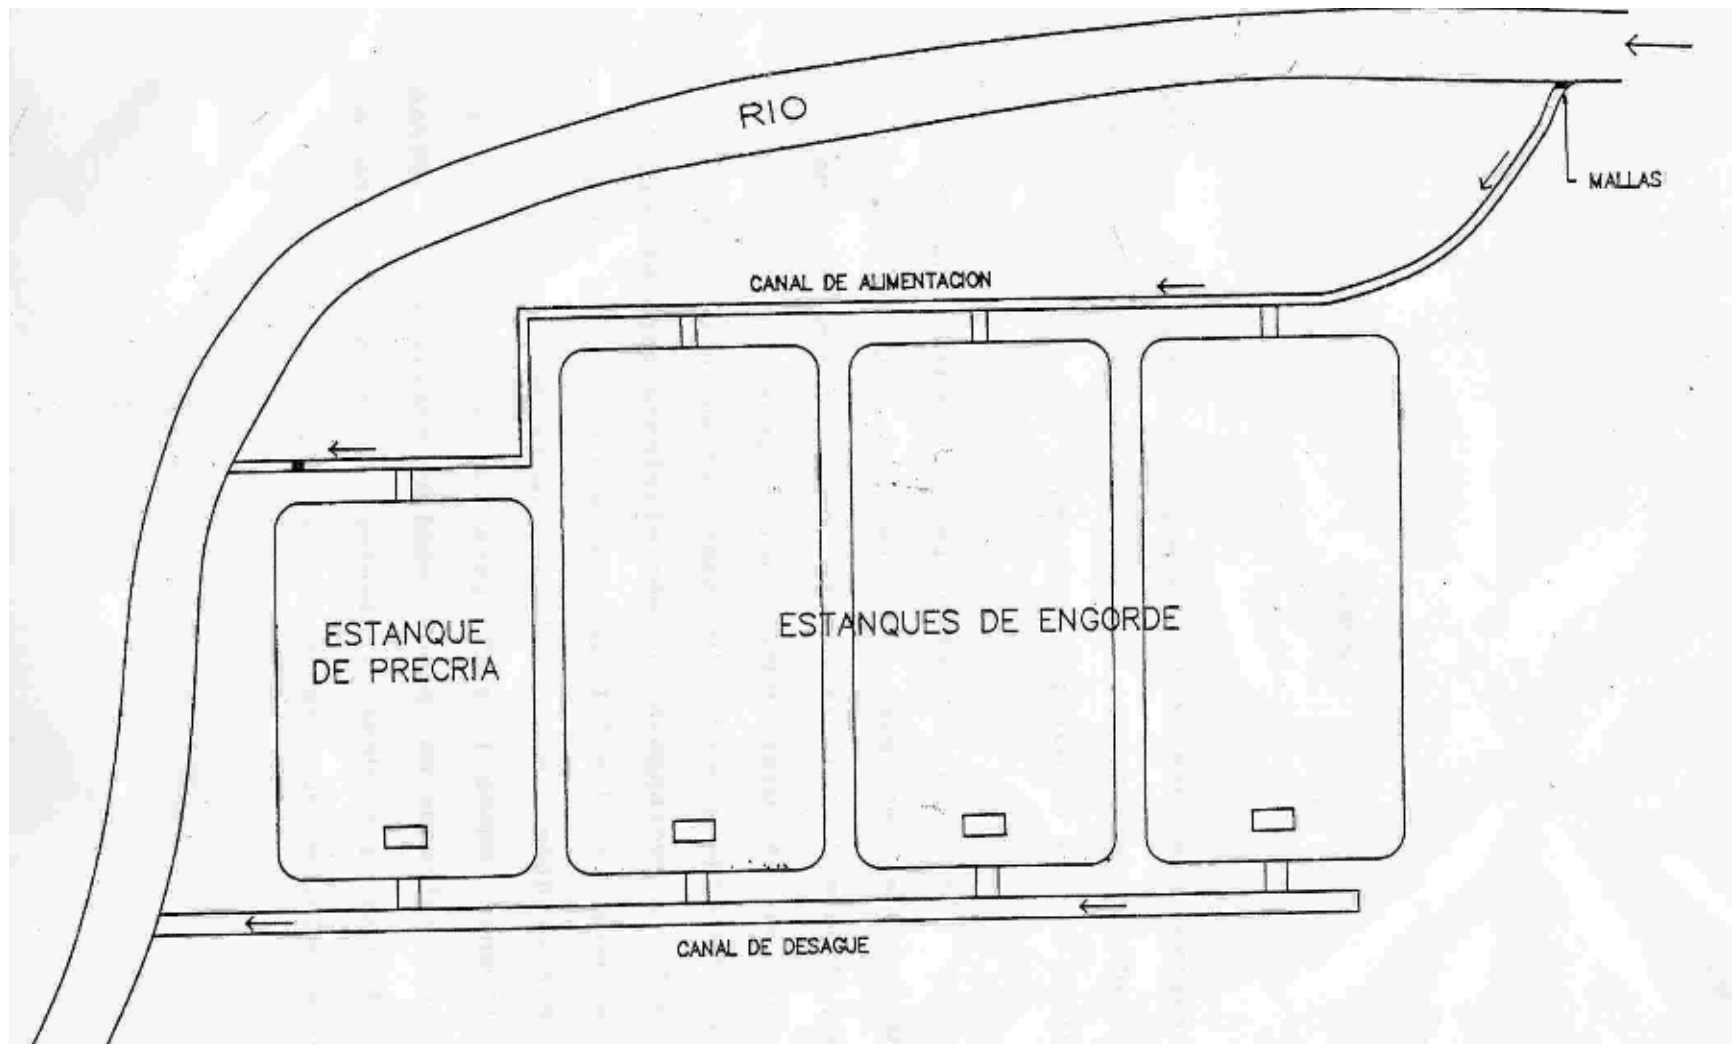 RIO
MALLAS
CANAL DE ALIMENTACION
ESTANQUE
DE PRECRIA
ESTANQUES DE ENGORDE
CANAL DE DESAGUE